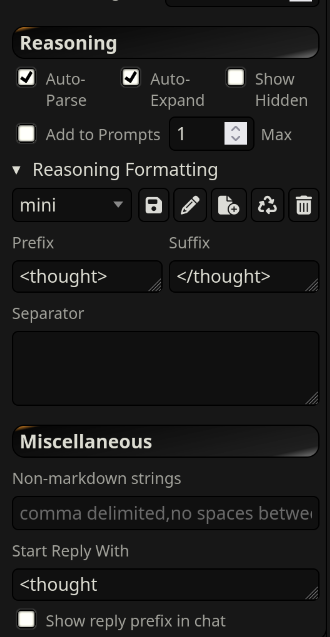 Reasoning
Auto-Parse
Auto-Expand
Show Hidden
Add to Prompts 1 Max
Reasoning Formatting
mini
Prefix Suffix
<thought> </thought>
Separator
Miscellaneous
Non-markdown strings
comma delimited,no spaces betwe
Start Reply With
<thought
Show reply prefix in chat